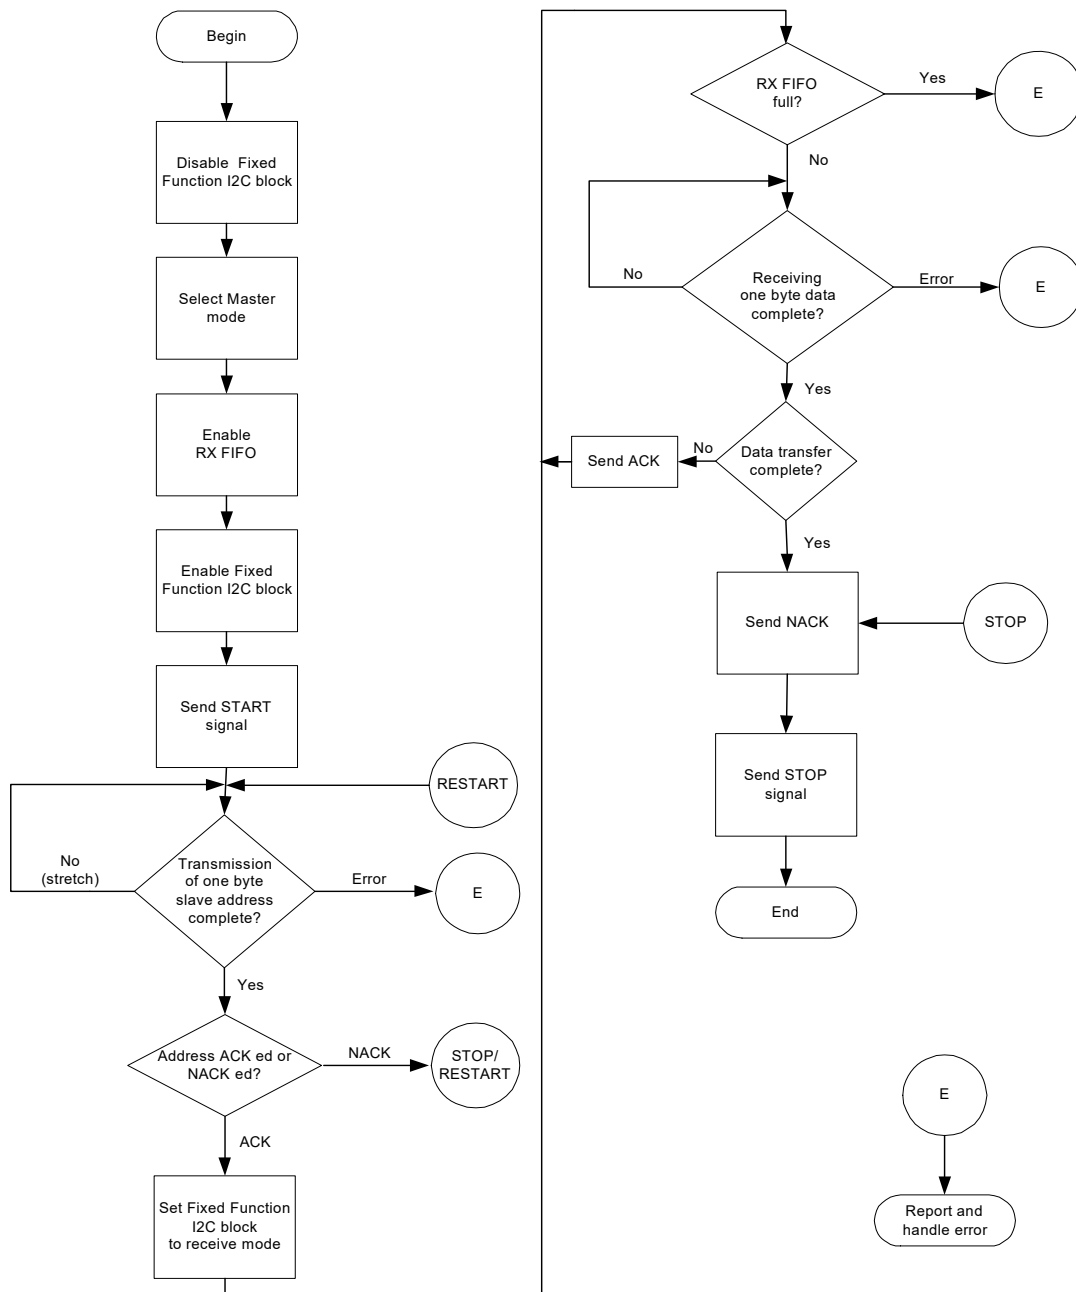 Begin
Disable Fixed
Function I2C block
Select Master
mode
Enable
RX FIFO
Enable Fixed
Function I2C block
Send START
signal
RESTART
No
(stretch)
Transmission
of one byte
slave address
complete?
Error
E
Yes
Address ACK ed or
NACK ed?
NACK
STOP/
RESTART
ACK
Set Fixed Function
I2C block
to receive mode
RX FIFO
full?
Yes
E
No
No
Receiving
one byte data
complete?
Error
E
Yes
Send ACK
No
Data transfer
complete?
Yes
Send NACK
STOP
Send STOP
signal
End
E
Report and
handle error